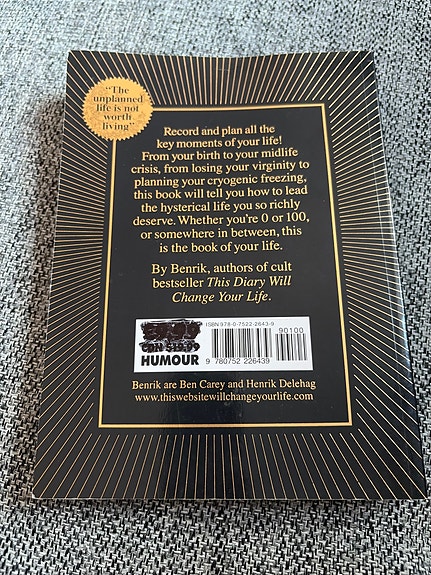 "The
unplanned
life is not
worth
living"
Record and plan all the
key moments of your life!
From your birth to your midlife
crisis, from losing your virginity to
planning your cryogenic freezing,
this book will tell you how to lead
the hysterical life you so richly
deserve. Whether you're 0 or 100,
or somewhere in between, this
is the book of your life.
By Benrik, authors of cult
bestseller This Diary Will
Change Your Life.
ISBN 978-0-7522-2643-9
90100
HUMOUR
9 780752 226439
Benrik are Ben Carey and Henrik Delehag
www.thiswebsitewillchangeyourlife.com